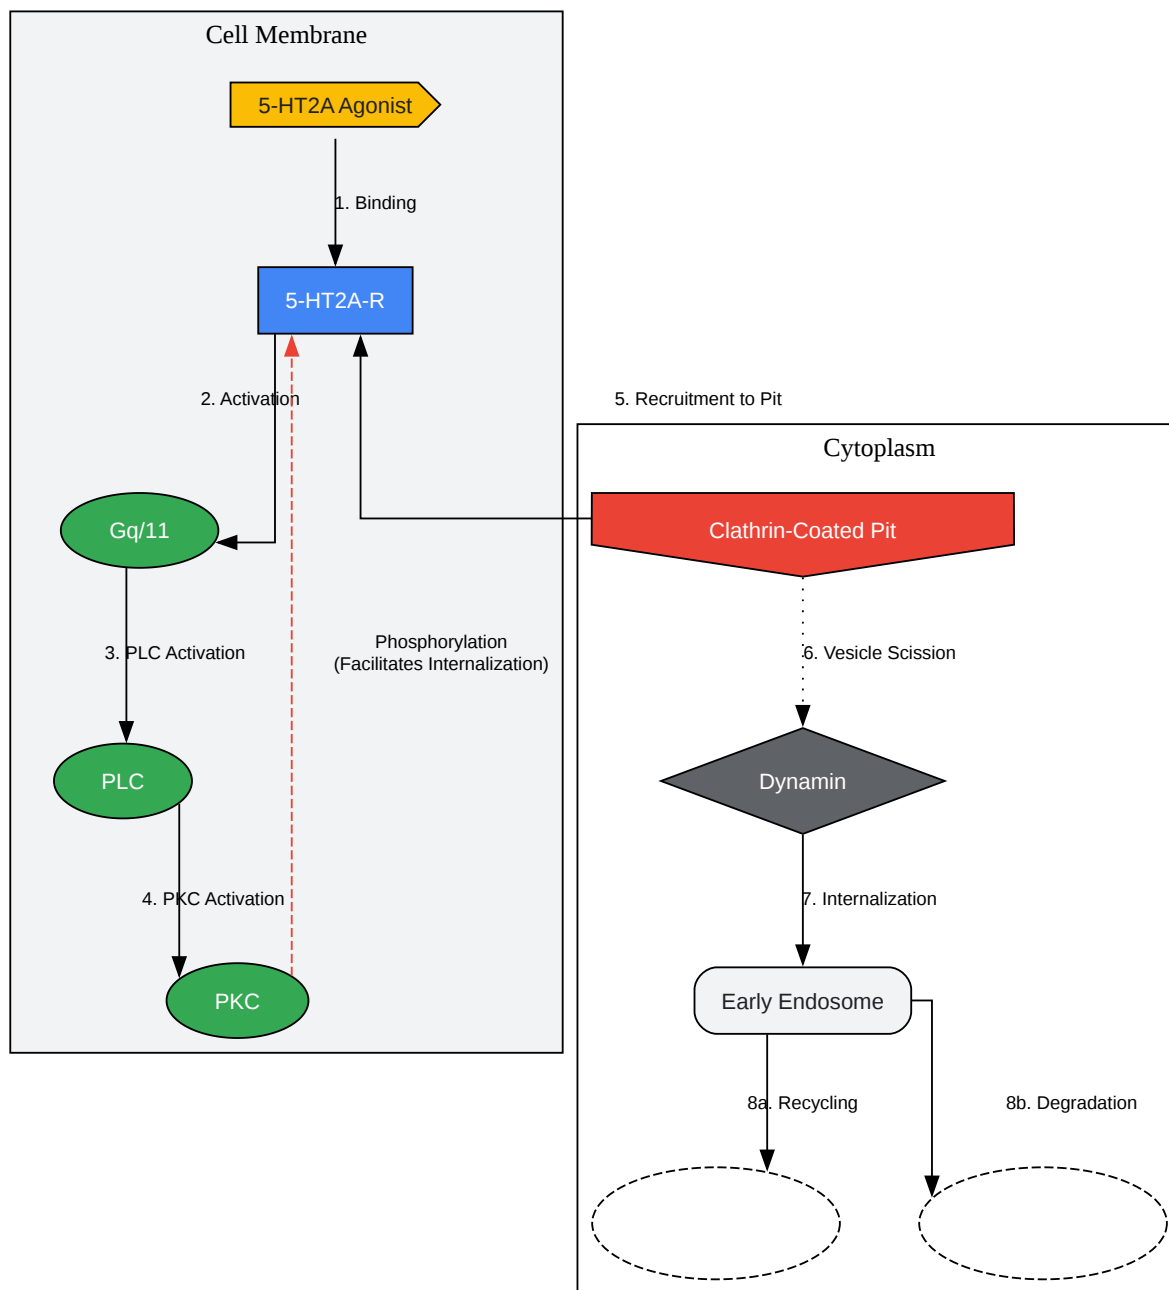 Cell Membrane
5-HT2A Agonist
1. Binding
5-HT2A-R
2. Activation
5. Recruitment to Pit
Cytoplasm
Gq/11
Clathrin-Coated Pit
3. PLC Activation
Phosphorylation
(Facilitates Internalization)
6. Vesicle Scission
PLC
Dynamin
4. PKC Activation
7. Internalization
PKC
Early Endosome
8a. Recycling
8b. Degradation